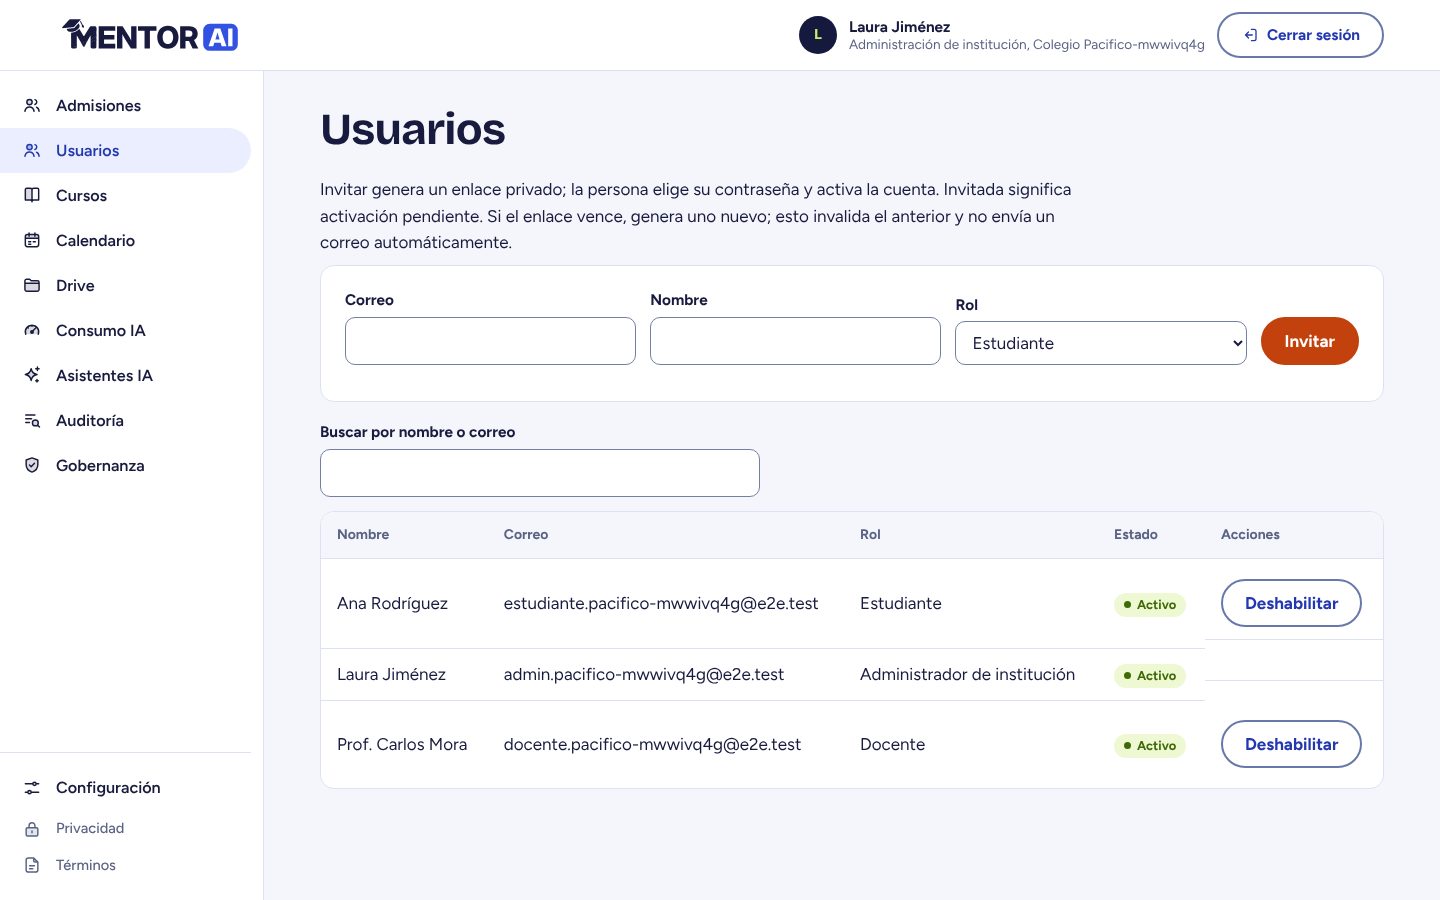 MENTOR AI
Laura Jiménez
Administración de institución, Colegio Pacifico-mwwivq4g
L
Cerrar sesión
Admisiones
Usuarios
Cursos
Calendario
Drive
Consumo IA
Asistentes IA
Auditoría
Gobernanza
Configuración
Privacidad
Términos
Usuarios
Invitar genera un enlace privado; la persona elige su contraseña y activa la cuenta. Invitada significa
activación pendiente. Si el enlace vence, genera uno nuevo; esto invalida el anterior y no envía un
correo automáticamente.
Correo Nombre Rol
Estudiante Invitar
Buscar por nombre o correo
Nombre Correo Rol Estado Acciones
Ana Rodríguez estudiante.pacifico-mwwivq4g@e2e.test Estudiante Activo Deshabilitar
Laura Jiménez admin.pacifico-mwwivq4g@e2e.test Administrador de institución Activo
Prof. Carlos Mora docente.pacifico-mwwivq4g@e2e.test Docente Activo Deshabilitar